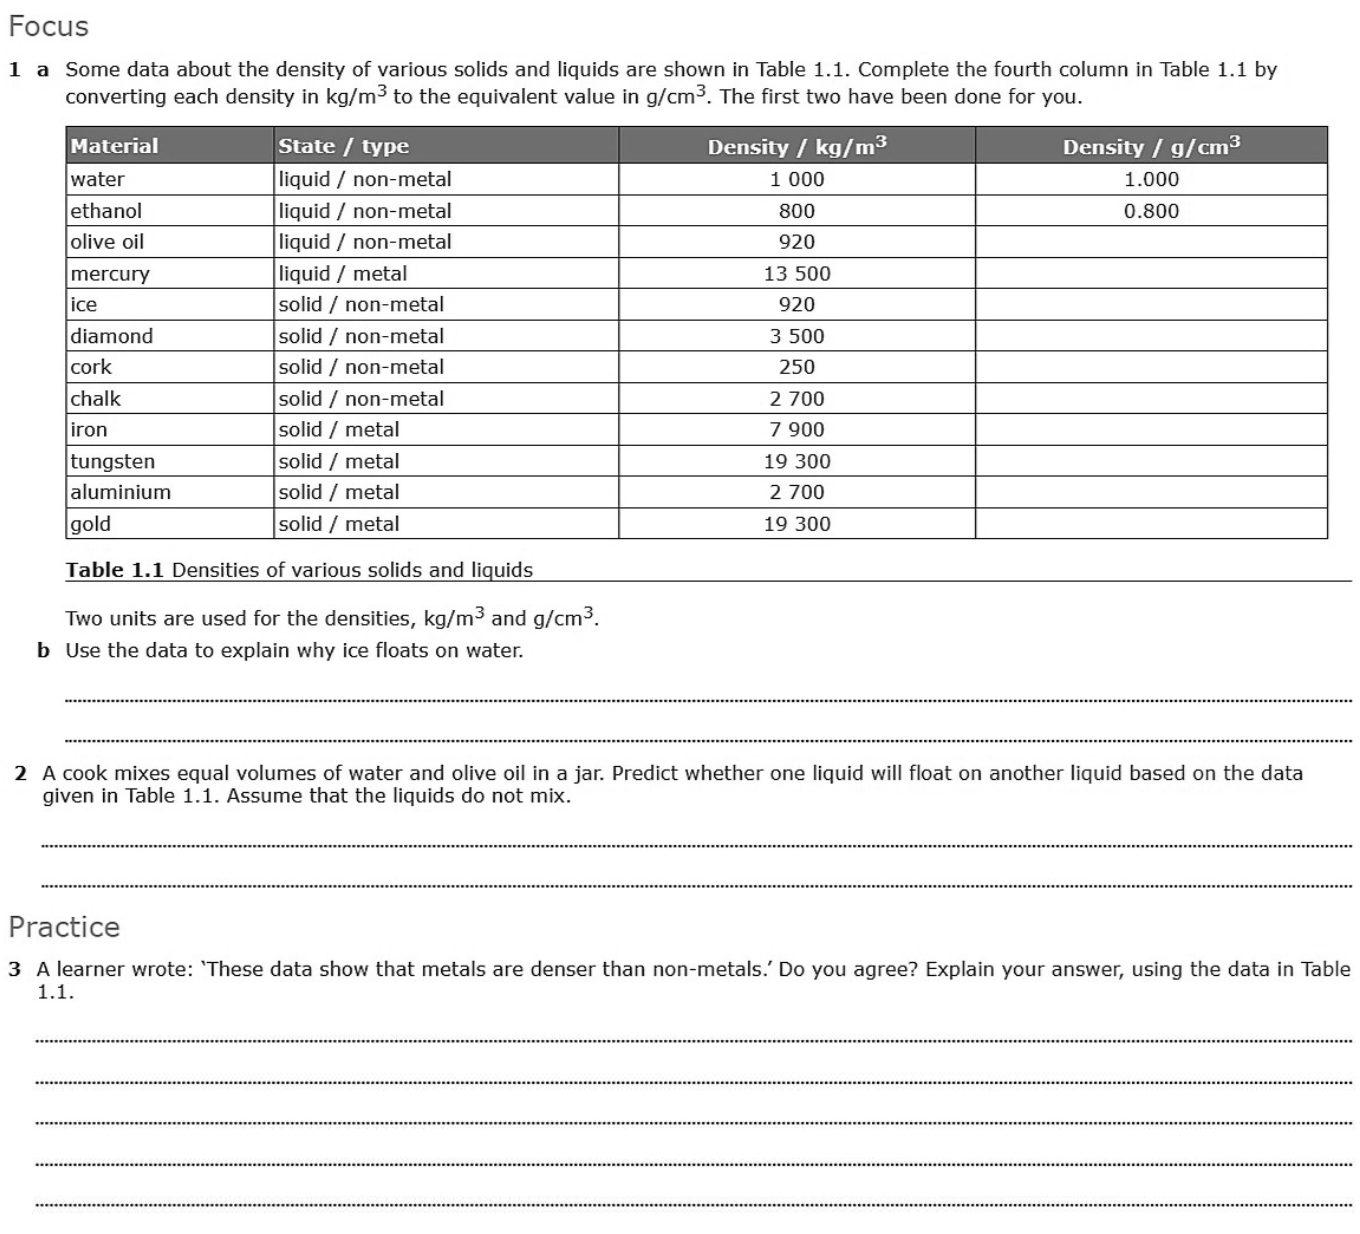 Focus
1 a Some data about the density of various solids and liquids are shown in Table 1.1. Complete the fourth column in Table 1.1 by
converting each density in kg/m³ to the equivalent value in g/cm³. The first two have been done for you.
Material State / type Density / kg/m³ Density / g/cm³
water liquid / non-metal 1 000 1.000
ethanol liquid / non-metal 800 0.800
olive oil liquid / non-metal 920
mercury liquid / metal 13 500
ice solid / non-metal 920
diamond solid / non-metal 3 500
cork solid / non-metal 250
chalk solid / non-metal 2 700
iron solid / metal 7 900
tungsten solid / metal 19 300
aluminium solid / metal 2 700
gold solid / metal 19 300
Table 1.1 Densities of various solids and liquids
Two units are used for the densities, kg/m³ and g/cm³.
b Use the data to explain why ice floats on water.
2 A cook mixes equal volumes of water and olive oil in a jar. Predict whether one liquid will float on another liquid based on the data
given in Table 1.1. Assume that the liquids do not mix.
Practice
3 A learner wrote: ‘These data show that metals are denser than non-metals.’ Do you agree? Explain your answer, using the data in Table
1.1.